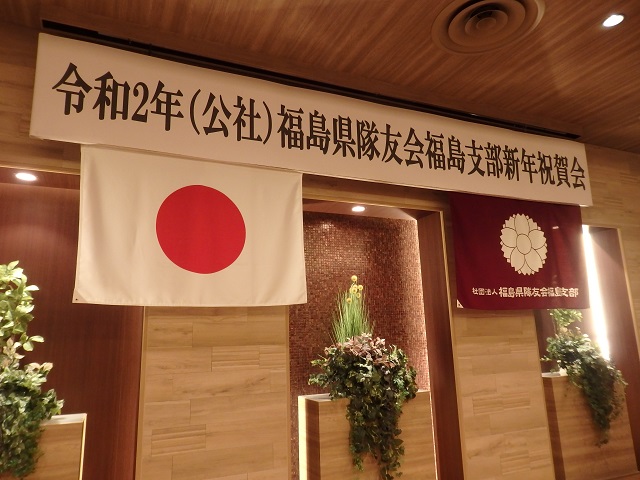 令和2年(公社)福島県隊友会福島支部新年祝賀会
社団法人 福島県隊友会福島支部